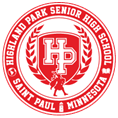 HIGHLAND PARK SENIOR HIGH SCHOOL
HP
SAINT PAUL MINNESOTA